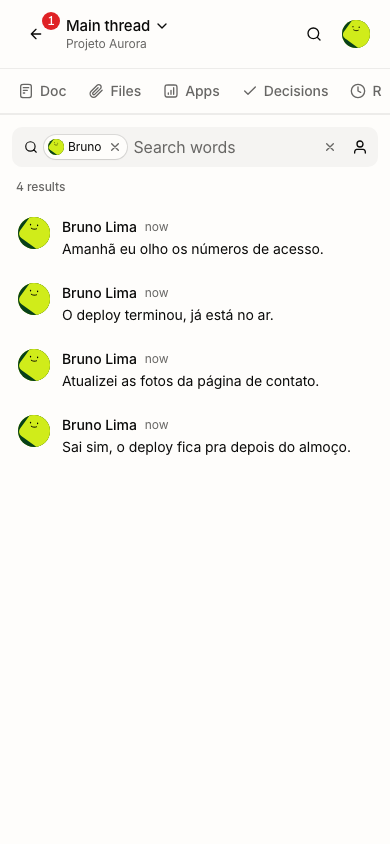 1
Main thread
Projeto Aurora
Doc
Files
Apps
Decisions
R
Bruno
Search words
4 results
Bruno Lima now
Amanhã eu olho os números de acesso.
Bruno Lima now
O deploy terminou, já está no ar.
Bruno Lima now
Atualizei as fotos da página de contato.
Bruno Lima now
Sai sim, o deploy fica pra depois do almoço.